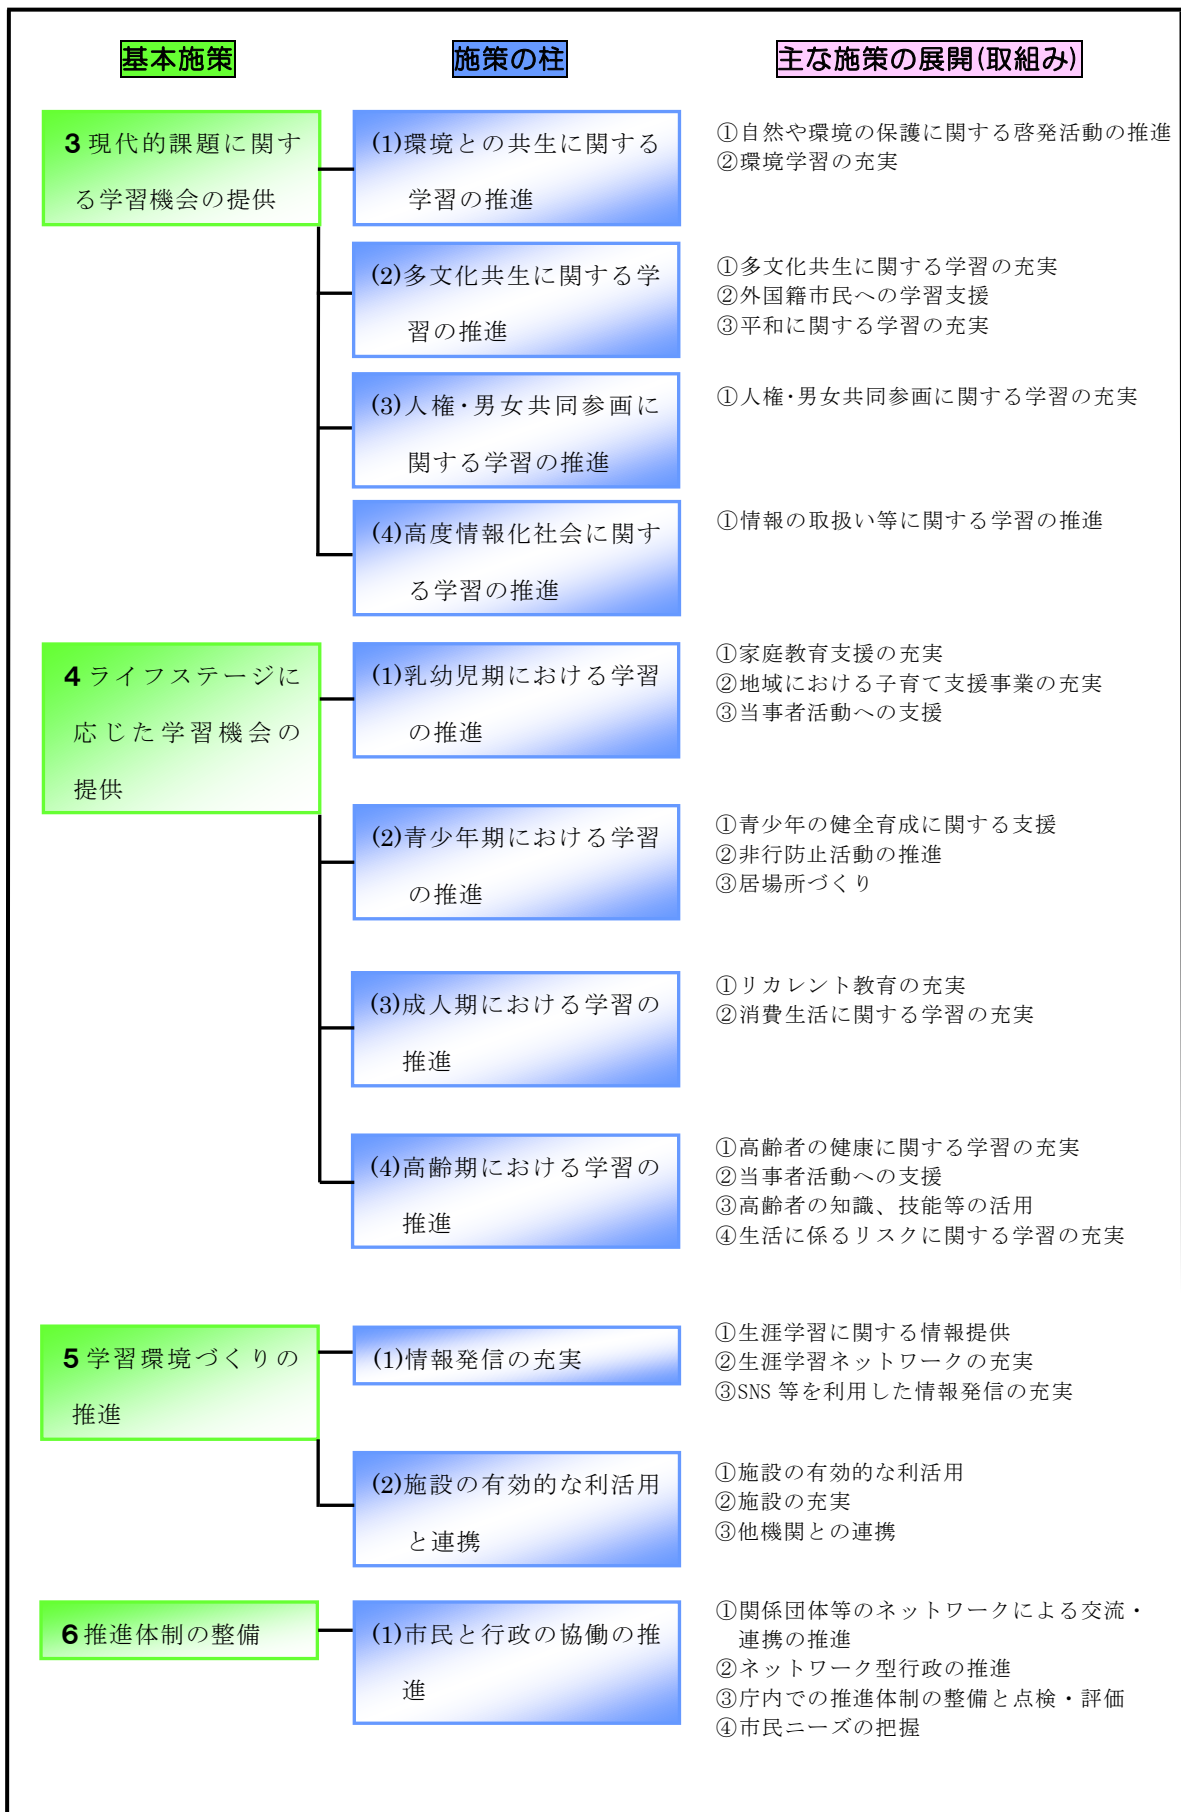 基本施策
施策の柱
主な施策の展開(取組み)
3 現代的課題に関す
る学習機会の提供
(1)環境との共生に関する
学習の推進
①自然や環境の保護に関する啓発活動の推進
②環境学習の充実
(2)多文化共生に関する学
習の推進
①多文化共生に関する学習の充実
②外国籍市民への学習支援
③平和に関する学習の充実
(3)人権・男女共同参画に
関する学習の推進
①人権・男女共同参画に関する学習の充実
(4)高度情報化社会に関す
る学習の推進
①情報の取扱い等に関する学習の推進
4 ライフステージに
応じた学習機会の
提供
(1)乳幼児期における学習
の推進
①家庭教育支援の充実
②地域における子育て支援事業の充実
③当事者活動への支援
(2)青少年期における学習
の推進
①青少年の健全育成に関する支援
②非行防止活動の推進
③居場所づくり
(3)成人期における学習の
推進
①リカレント教育の充実
②消費生活に関する学習の充実
(4)高齢期における学習の
推進
①高齢者の健康に関する学習の充実
②当事者活動への支援
③高齢者の知識、技能等の活用
④生活に係るリスクに関する学習の充実
5 学習環境づくりの
推進
(1)情報発信の充実
①生涯学習に関する情報提供
②生涯学習ネットワークの充実
③SNS 等を利用した情報発信の充実
(2)施設の有効的な利活用
と連携
①施設の有効的な利活用
②施設の充実
③他機関との連携
6 推進体制の整備
(1)市民と行政の協働の推
進
①関係団体等のネットワークによる交流・
連携の推進
②ネットワーク型行政の推進
③庁内での推進体制の整備と点検・評価
④市民ニーズの把握